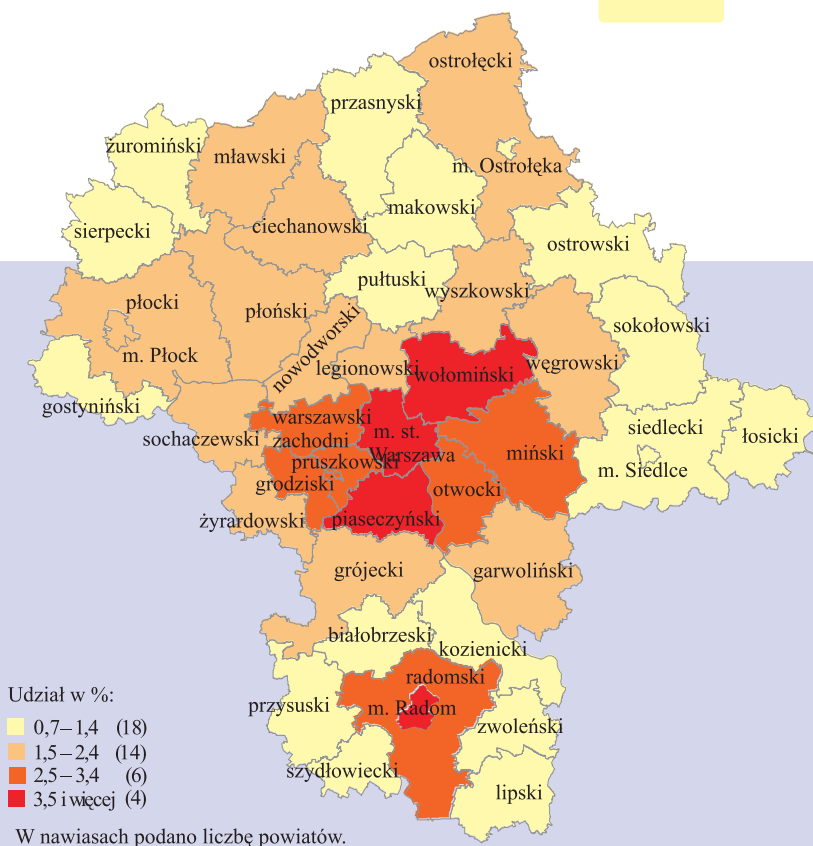 ostrołęcki
przasnyski
żuromiński
mławski
m. Ostrołęka
makowski
ciechanowski
sierpecki
ostrowski
pułtuski
wyszkowski
płocki
płoński
nowodworski
sokołowski
m. Płock
legionowski
wołomiński
węgrowski
gostyniński
warszawski
zachodni
siedlecki
łosicki
sochaczewski
m. st.
Warszawa
miński
pruszkowski
m. Siedlce
grodziski
otwocki
żyrardowski
piaseczyński
grójecki
garwoliński
białobrzeski
kozienicki
radomski
przysuski
m. Radom
zwoleński
szydłowiecki
lipski
Udział w %:
0,7–1,4 (18)
1,5–2,4 (14)
2,5–3,4 (6)
3,5 i więcej (4)
W nawiasach podano liczbę powiatów.